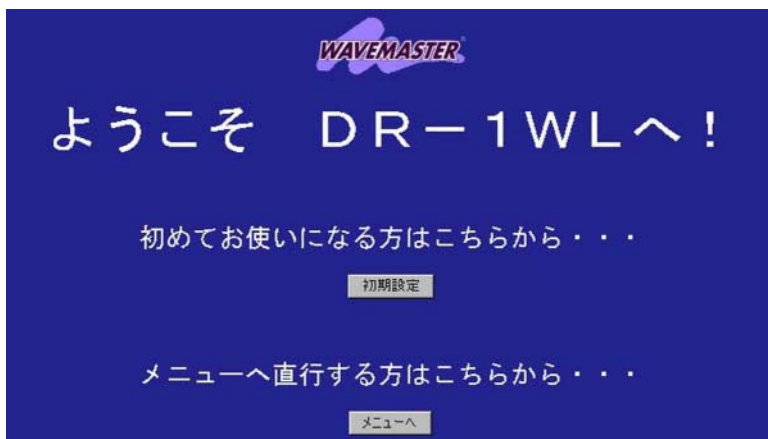 WAVEMASTER
ようこそ　ＤＲ－１ＷＬへ！
初めてお使いになる方はこちらから・・・
初期設定
メニューへ直行する方はこちらから・・・
メニューへ